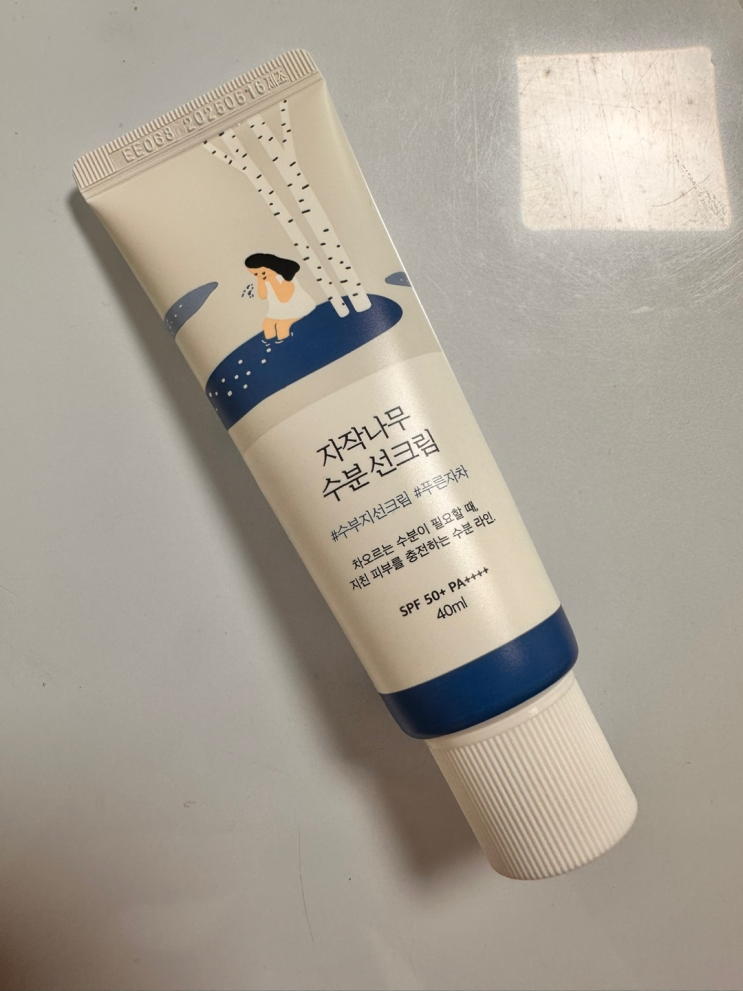 EE068 20250616제조
자작나무
수분 선크림
#수부지선크림 #푸른자차
차오르는 수분이 필요할 때,
지친 피부를 충전하는 수분 라인.
SPF 50+ PA++++
40ml